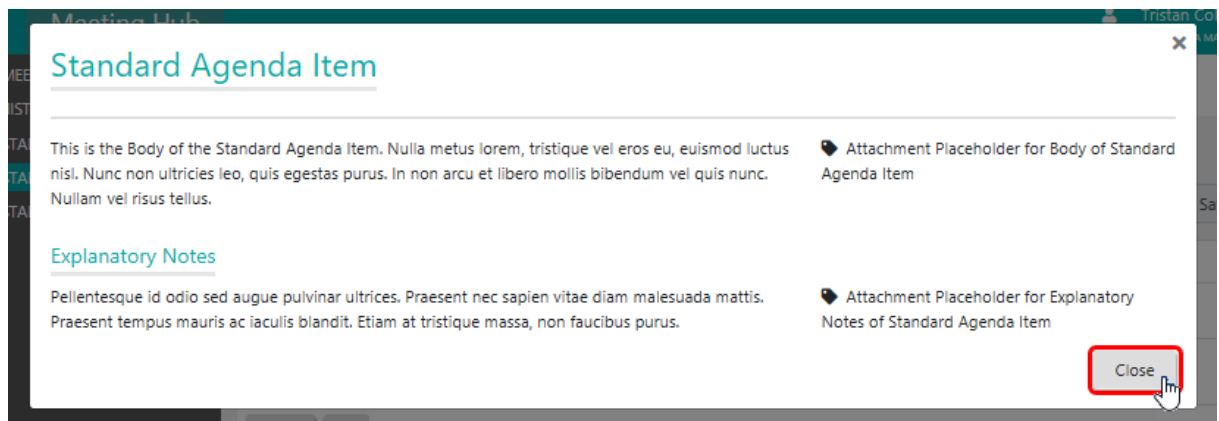 Meeting Hub
Tristan
Standard Agenda Item
This is the Body of the Standard Agenda Item. Nulla metus lorem, tristique vel eros eu, euismod luctus
nisl. Nunc non ultricies leo, quis egestas purus. In non arcu et libero mollis bibendum vel quis nunc.
Nullam vel risus tellus.
Attachment Placeholder for Body of Standard
Agenda Item
Explanatory Notes
Pellentesque id odio sed augue pulvinar ultrices. Praesent nec sapien vitae diam malesuada mattis.
Praesent tempus mauris ac iaculis blandit. Etiam at tristique massa, non faucibus purus.
Attachment Placeholder for Explanatory
Notes of Standard Agenda Item
Close